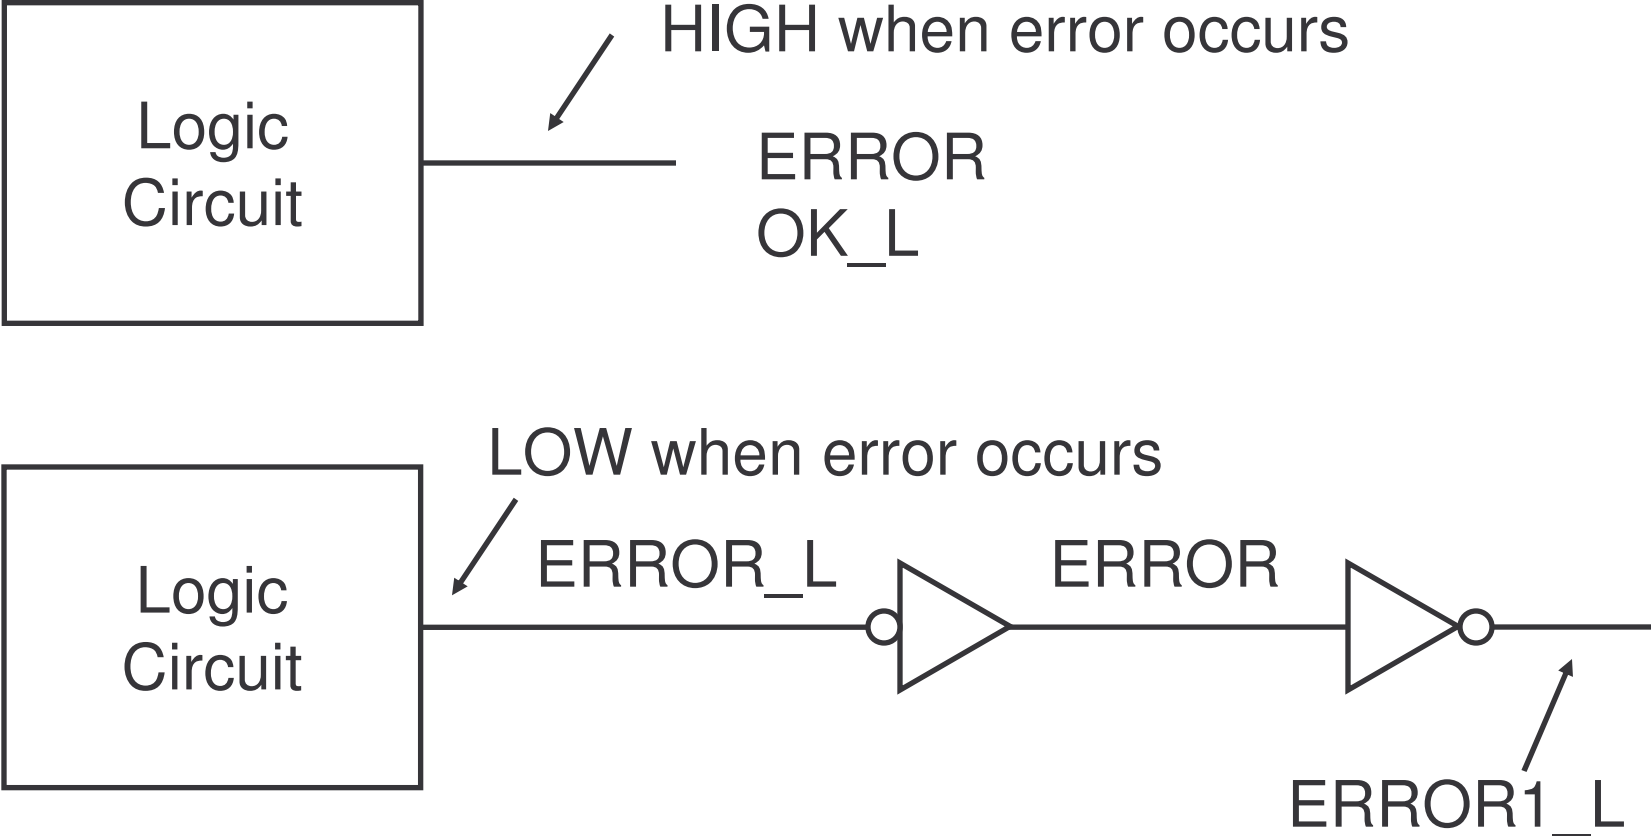 HIGH when error occurs
Logic
Circuit
ERROR
OK_L
LOW when error occurs
ERROR_L
ERROR
Logic
Circuit
ERROR1_L